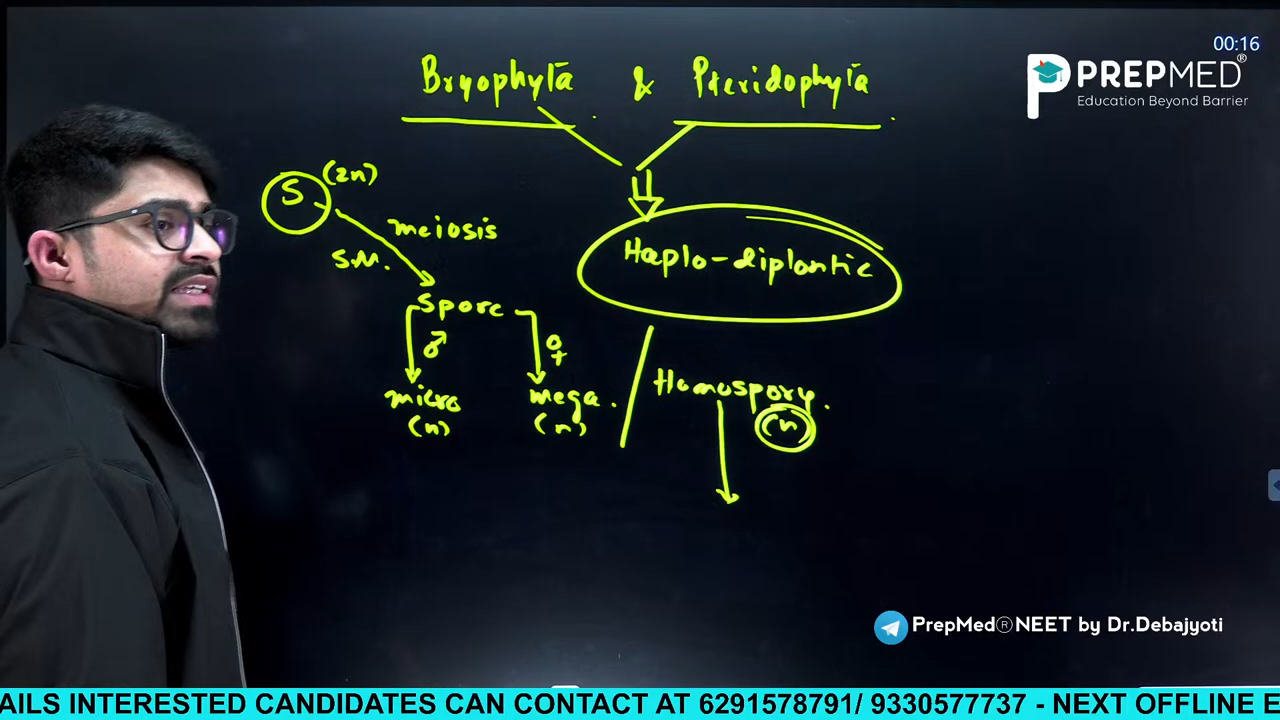 00:16
PREPMED®
Education Beyond Barrier
Bryophyta & Pteridophyta
S (2n)
meiosis
S.M.
Haplo-diplontic
Spore
♂ ♀
micro mega.
(n) (n)
Homospory.
(n)
PrepMed®NEET by Dr.Debajyoti
AILS INTERESTED CANDIDATES CAN CONTACT AT 6291578791/ 9330577737 - NEXT OFFLINE E